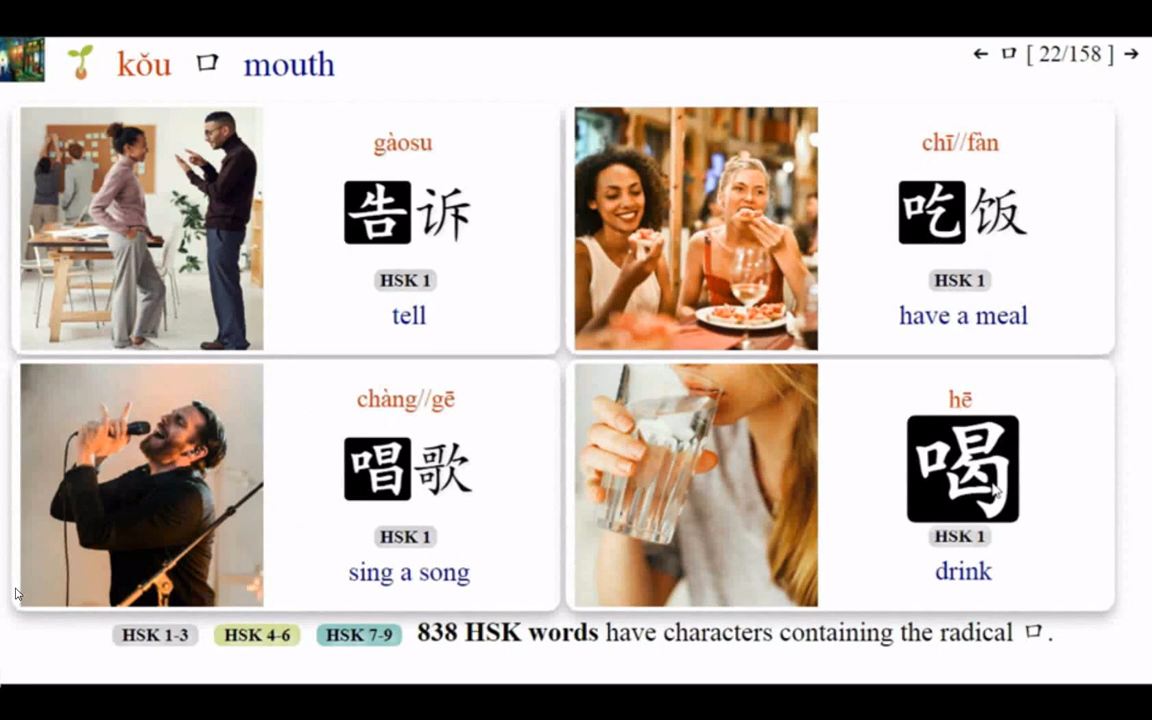 kǒu 口 mouth
← 口 [ 22/158 ] →
gàosu
告诉
HSK 1
tell
chī//fàn
吃饭
HSK 1
have a meal
chàng//gē
唱歌
HSK 1
sing a song
hē
喝
HSK 1
drink
HSK 1-3 HSK 4-6 HSK 7-9 838 HSK words have characters containing the radical 口.